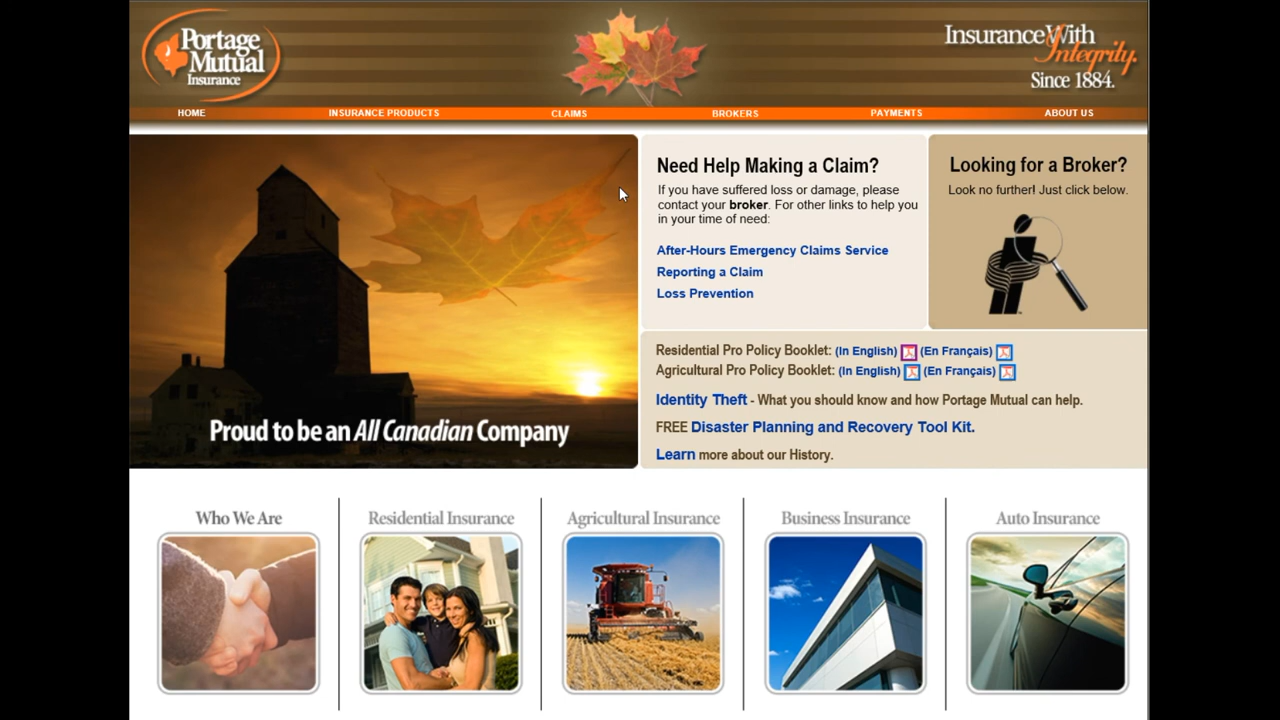 Portage
Mutual
Insurance
Insurance With
Integrity.
Since 1884.
HOME
INSURANCE PRODUCTS
CLAIMS
BROKERS
PAYMENTS
ABOUT US
Proud to be an All Canadian Company
Need Help Making a Claim?
If you have suffered loss or damage, please
contact your broker. For other links to help you
in your time of need:
After-Hours Emergency Claims Service
Reporting a Claim
Loss Prevention
Looking for a Broker?
Look no further! Just click below.
Residential Pro Policy Booklet: (In English) (En Français)
Agricultural Pro Policy Booklet: (In English) (En Français)
Identity Theft - What you should know and how Portage Mutual can help.
FREE Disaster Planning and Recovery Tool Kit.
Learn more about our History.
Who We Are
Residential Insurance
Agricultural Insurance
Business Insurance
Auto Insurance